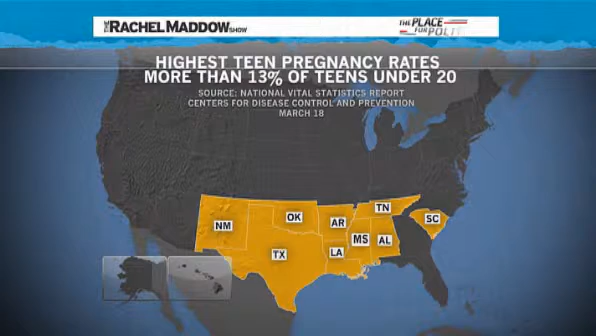 THE RACHEL MADDOW SHOW
THE PLACE
FOR POLIT
HIGHEST TEEN PREGNANCY RATES
MORE THAN 13% OF TEENS UNDER 20
SOURCE: NATIONAL VITAL STATISTICS REPORT
CENTERS FOR DISEASE CONTROL AND PREVENTION
MARCH 18
NM
OK
AR
TN
SC
TX
LA
MS
AL